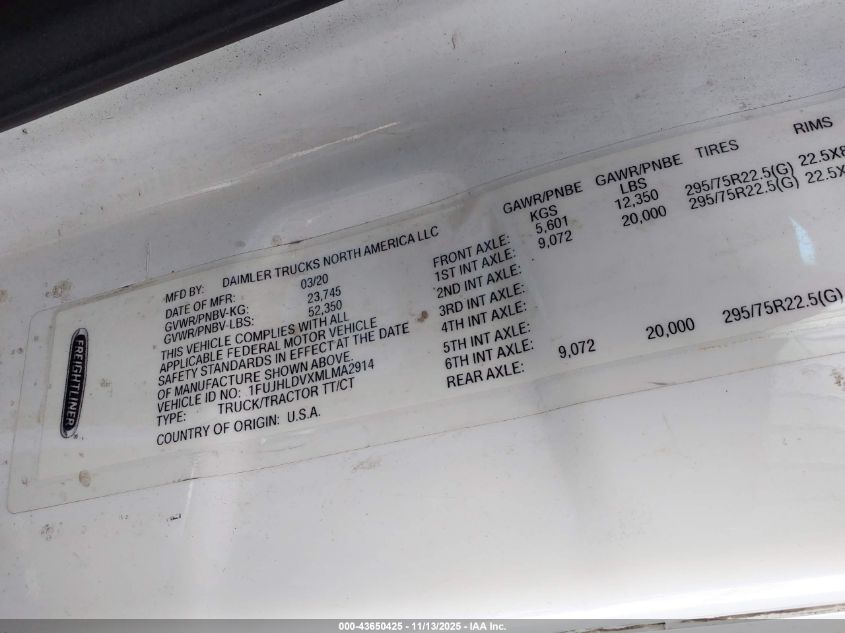 FREIGHTLINER
MFD BY: DAIMLER TRUCKS NORTH AMERICA LLC
DATE OF MFR: 03/20
GVWR/PNBV-KG: 23,745
GVWR/PNBV-LBS: 52,350
THIS VEHICLE COMPLIES WITH ALL
APPLICABLE FEDERAL MOTOR VEHICLE
SAFETY STANDARDS IN EFFECT AT THE DATE
OF MANUFACTURE SHOWN ABOVE.
VEHICLE ID NO: 1FUJHLDVXMLMA2914
TYPE: TRUCK/TRACTOR TT/CT
COUNTRY OF ORIGIN: U.S.A.
GAWR/PNBE GAWR/PNBE TIRES RIMS
KGS LBS
FRONT AXLE: 5,601 12,350 295/75R22.5(G) 22.5X8
1ST INT AXLE: 9,072 20,000 295/75R22.5(G) 22.5X
2ND INT AXLE:
3RD INT AXLE:
4TH INT AXLE:
5TH INT AXLE:
6TH INT AXLE:
REAR AXLE: 9,072 20,000 295/75R22.5(G)
000-43650425 - 11/13/2025 - IAA Inc.